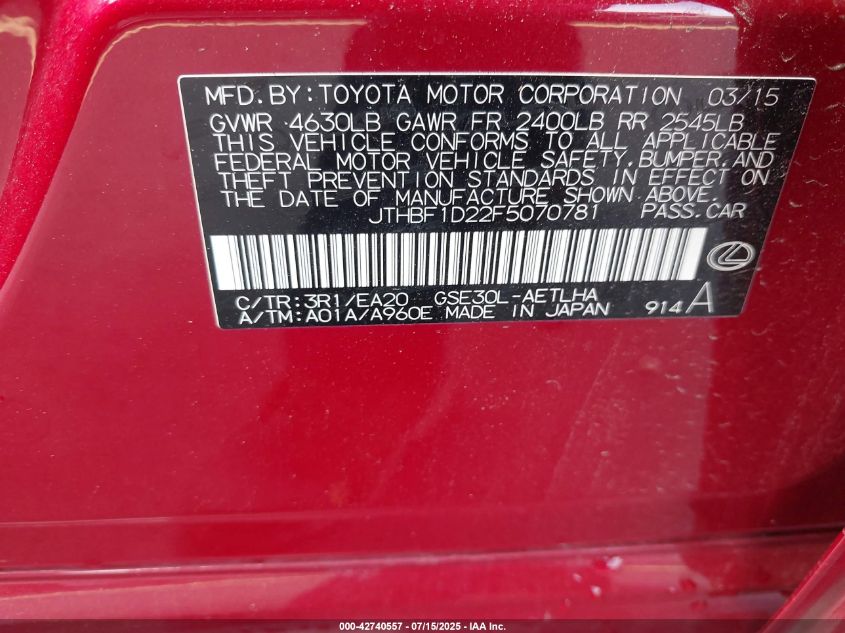 MFD. BY: TOYOTA MOTOR CORPORATION 03/15
GVWR 4630LB GAWR FR 2400LB RR 2545LB
THIS VEHICLE CONFORMS TO ALL APPLICABLE
FEDERAL MOTOR VEHICLE SAFETY, BUMPER, AND
THEFT PREVENTION STANDARDS IN EFFECT ON
THE DATE OF MANUFACTURE SHOWN ABOVE.
JTHBF1D22F5070781 PASS. CAR
C/TR: 3R1/EA20 GSE30L-AETLHA
A/TM: A01A/A960E MADE IN JAPAN 914 A
000-42740557 - 07/15/2025 - IAA Inc.